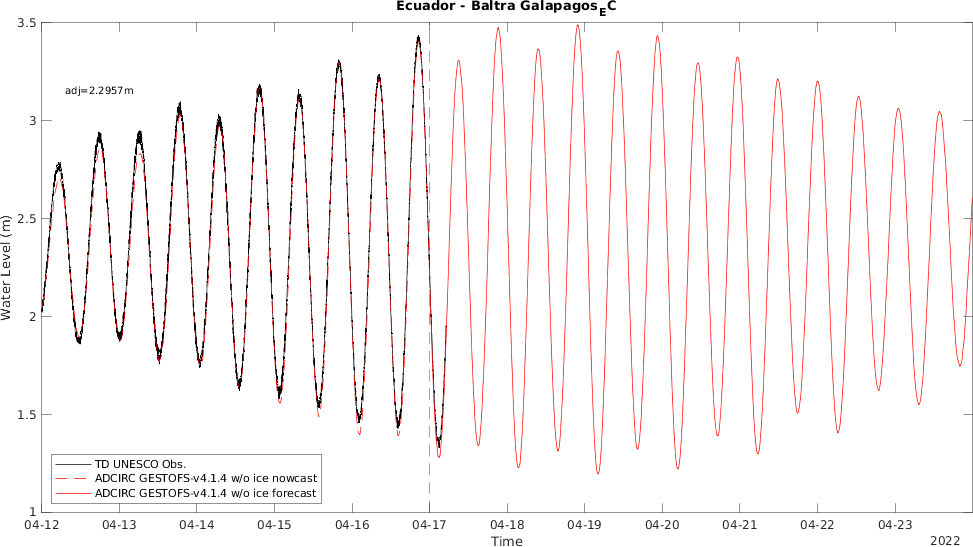 Ecuador - Baltra Galapagos_EC
3.5
adj=2.2957m
3
2.5
Water Level (m)
2
1.5
TD UNESCO Obs.
ADCIRC GESTOFS-v4.1.4 w/o ice nowcast
ADCIRC GESTOFS-v4.1.4 w/o ice forecast
1
04-12 04-13 04-14 04-15 04-16 04-17 04-18 04-19 04-20 04-21 04-22 04-23
Time
2022